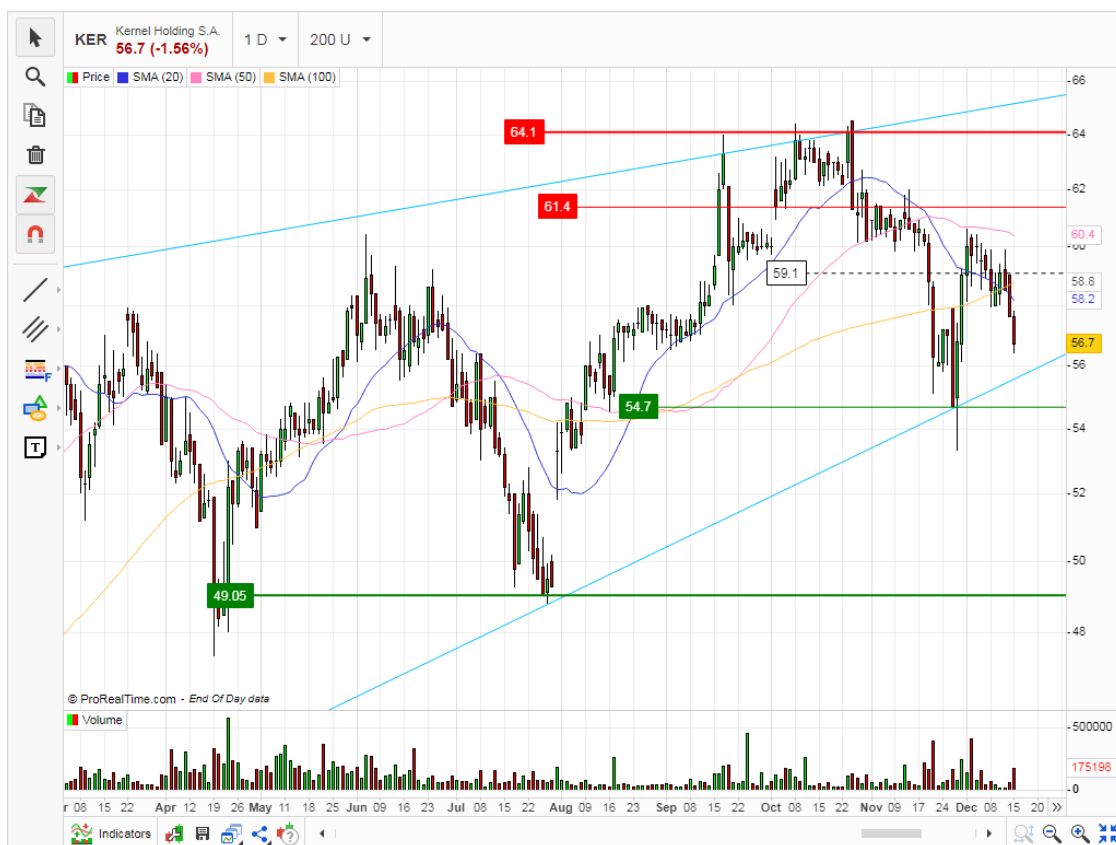 KER Kernel Holding S.A. 56.7 (-1.56%) 1 D 200 U
Price SMA (20) SMA (50) SMA (100)
66
64.1
64
62
61.4
60.4
60
59.1
58.8
58.2
56.7
56
54.7
54
52
50
49.05
48
F
T
© ProRealTime.com - End Of Day data
Volume
500000
175198
0
r 08 15 22 Apr 12 19 26 May 11 18 25 Jun 09 16 23 Jul 08 15 22 Aug 09 16 23 Sep 08 15 22 Oct 08 15 22 Nov 09 17 24 Dec 08 15 20 »
Indicators ?